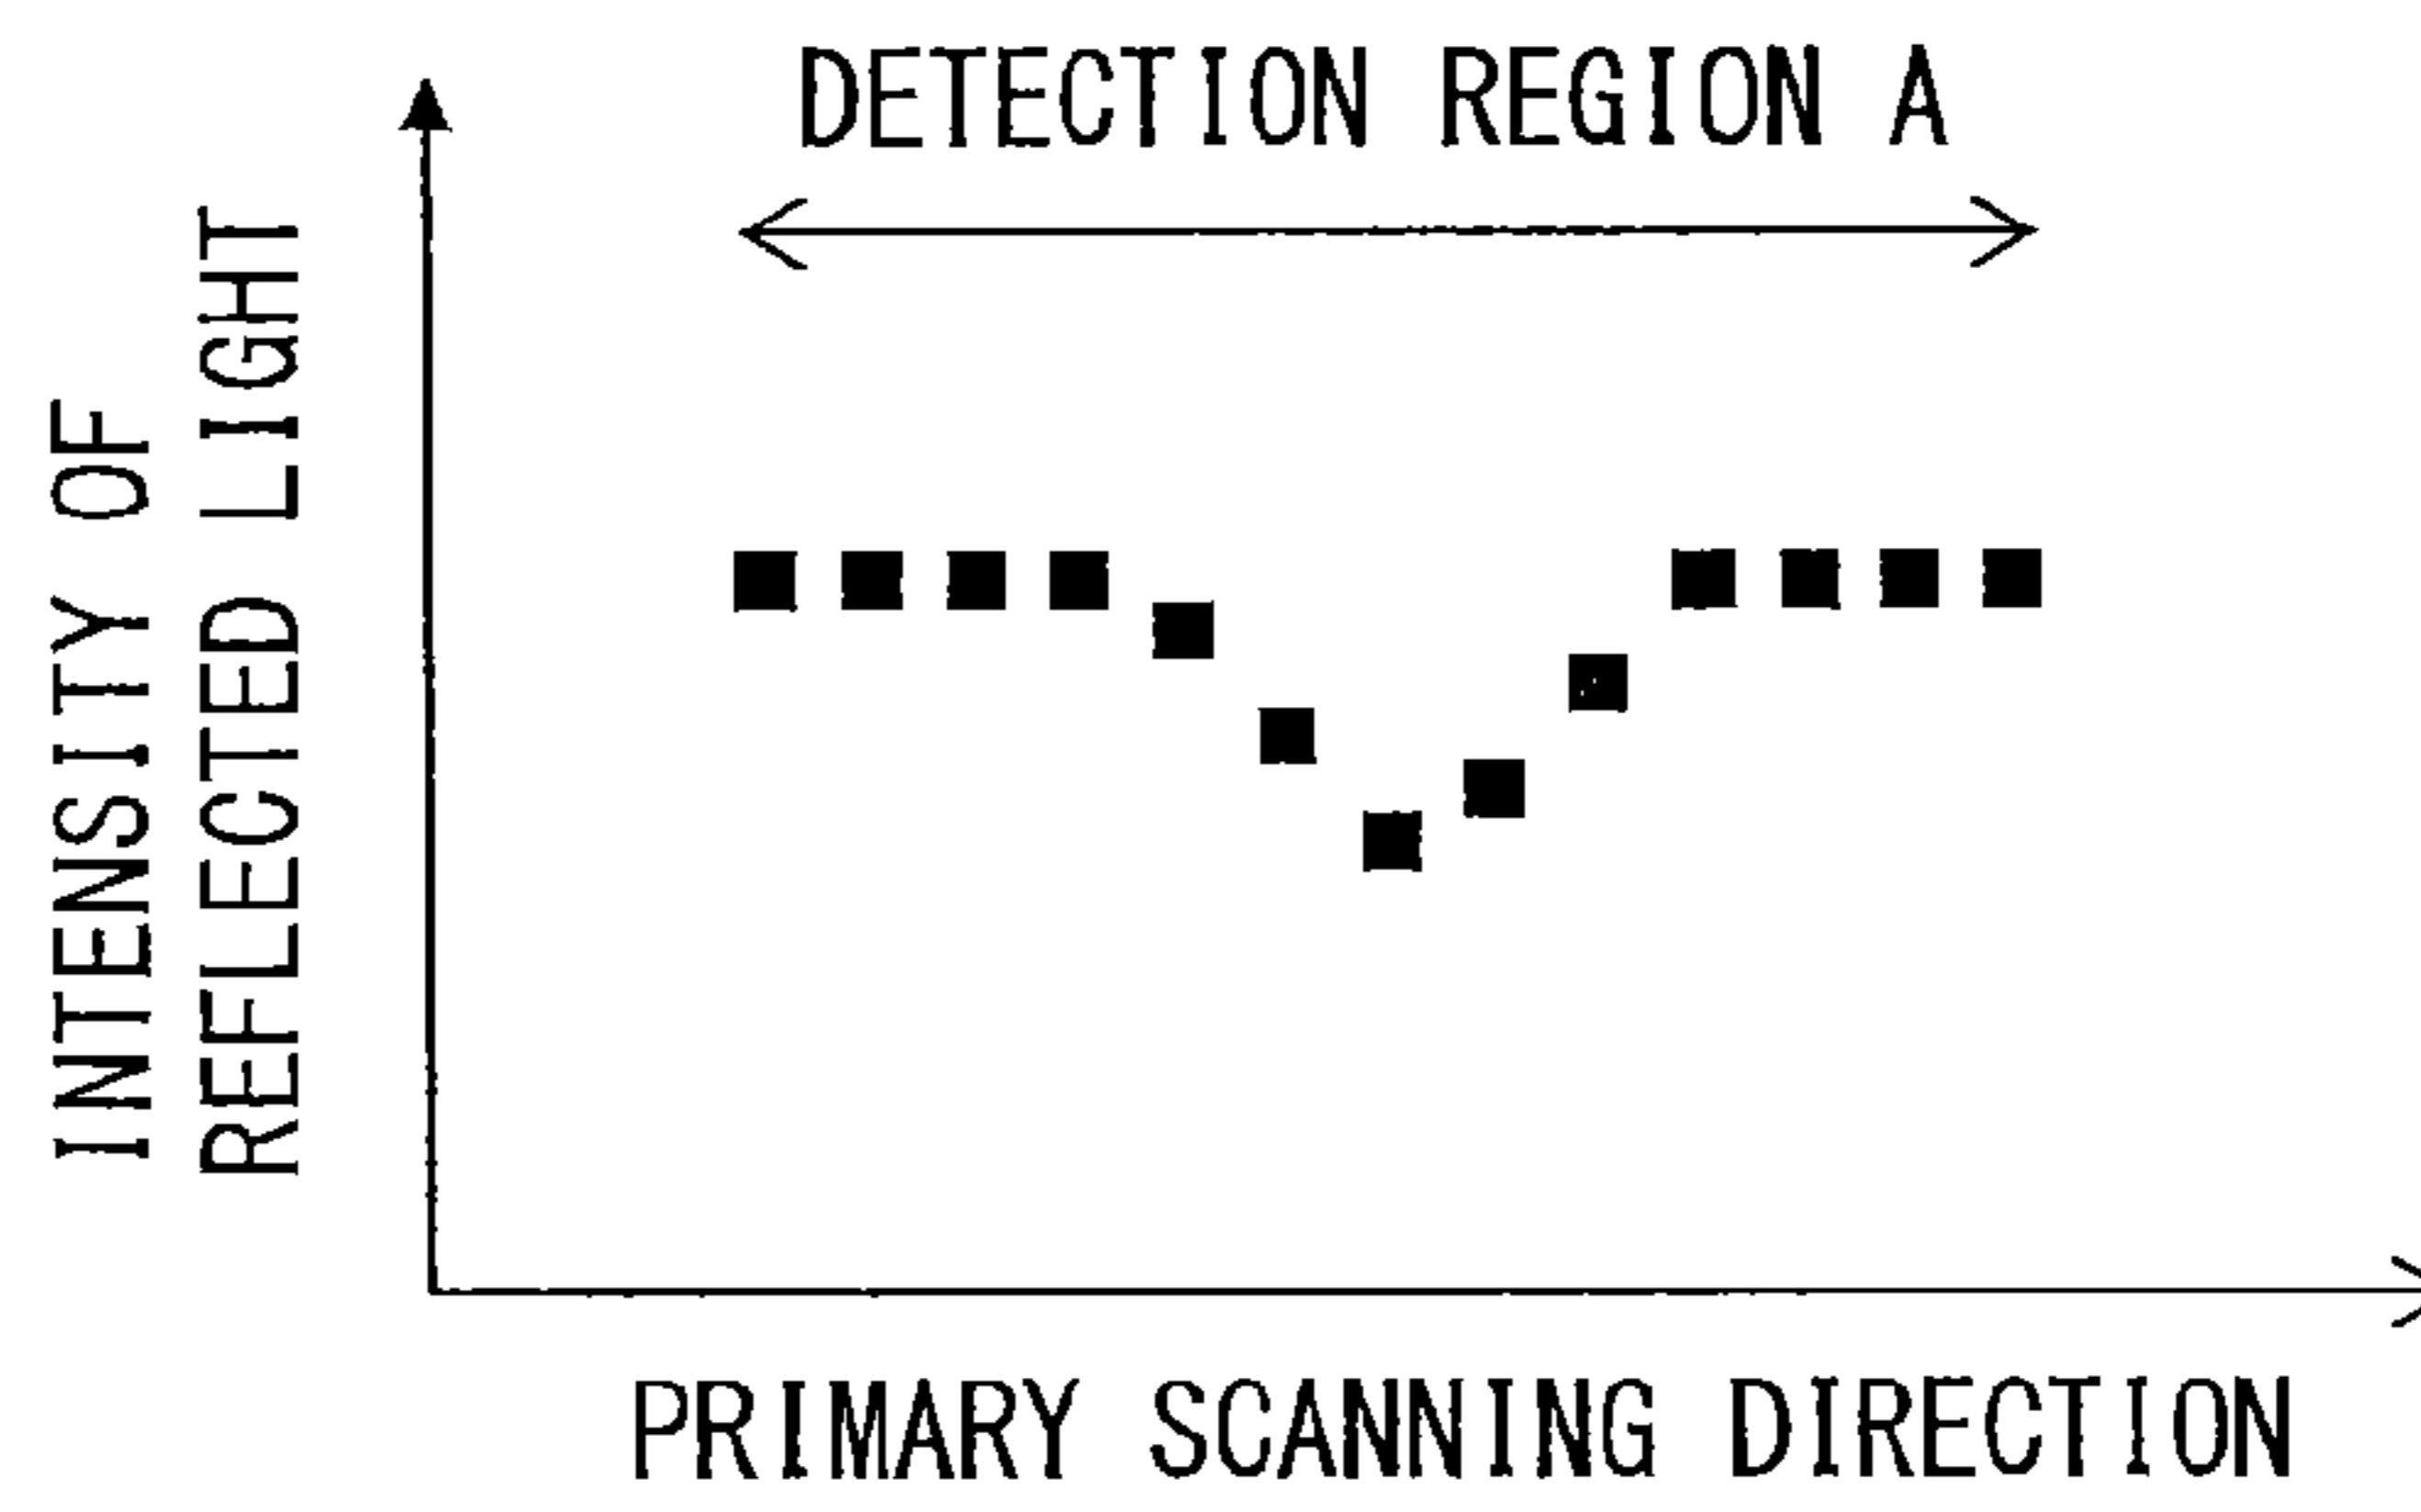 DETECTION REGION A
INTENSITY OF
REFLECTED LIGHT
PRIMARY SCANNING DIRECTION